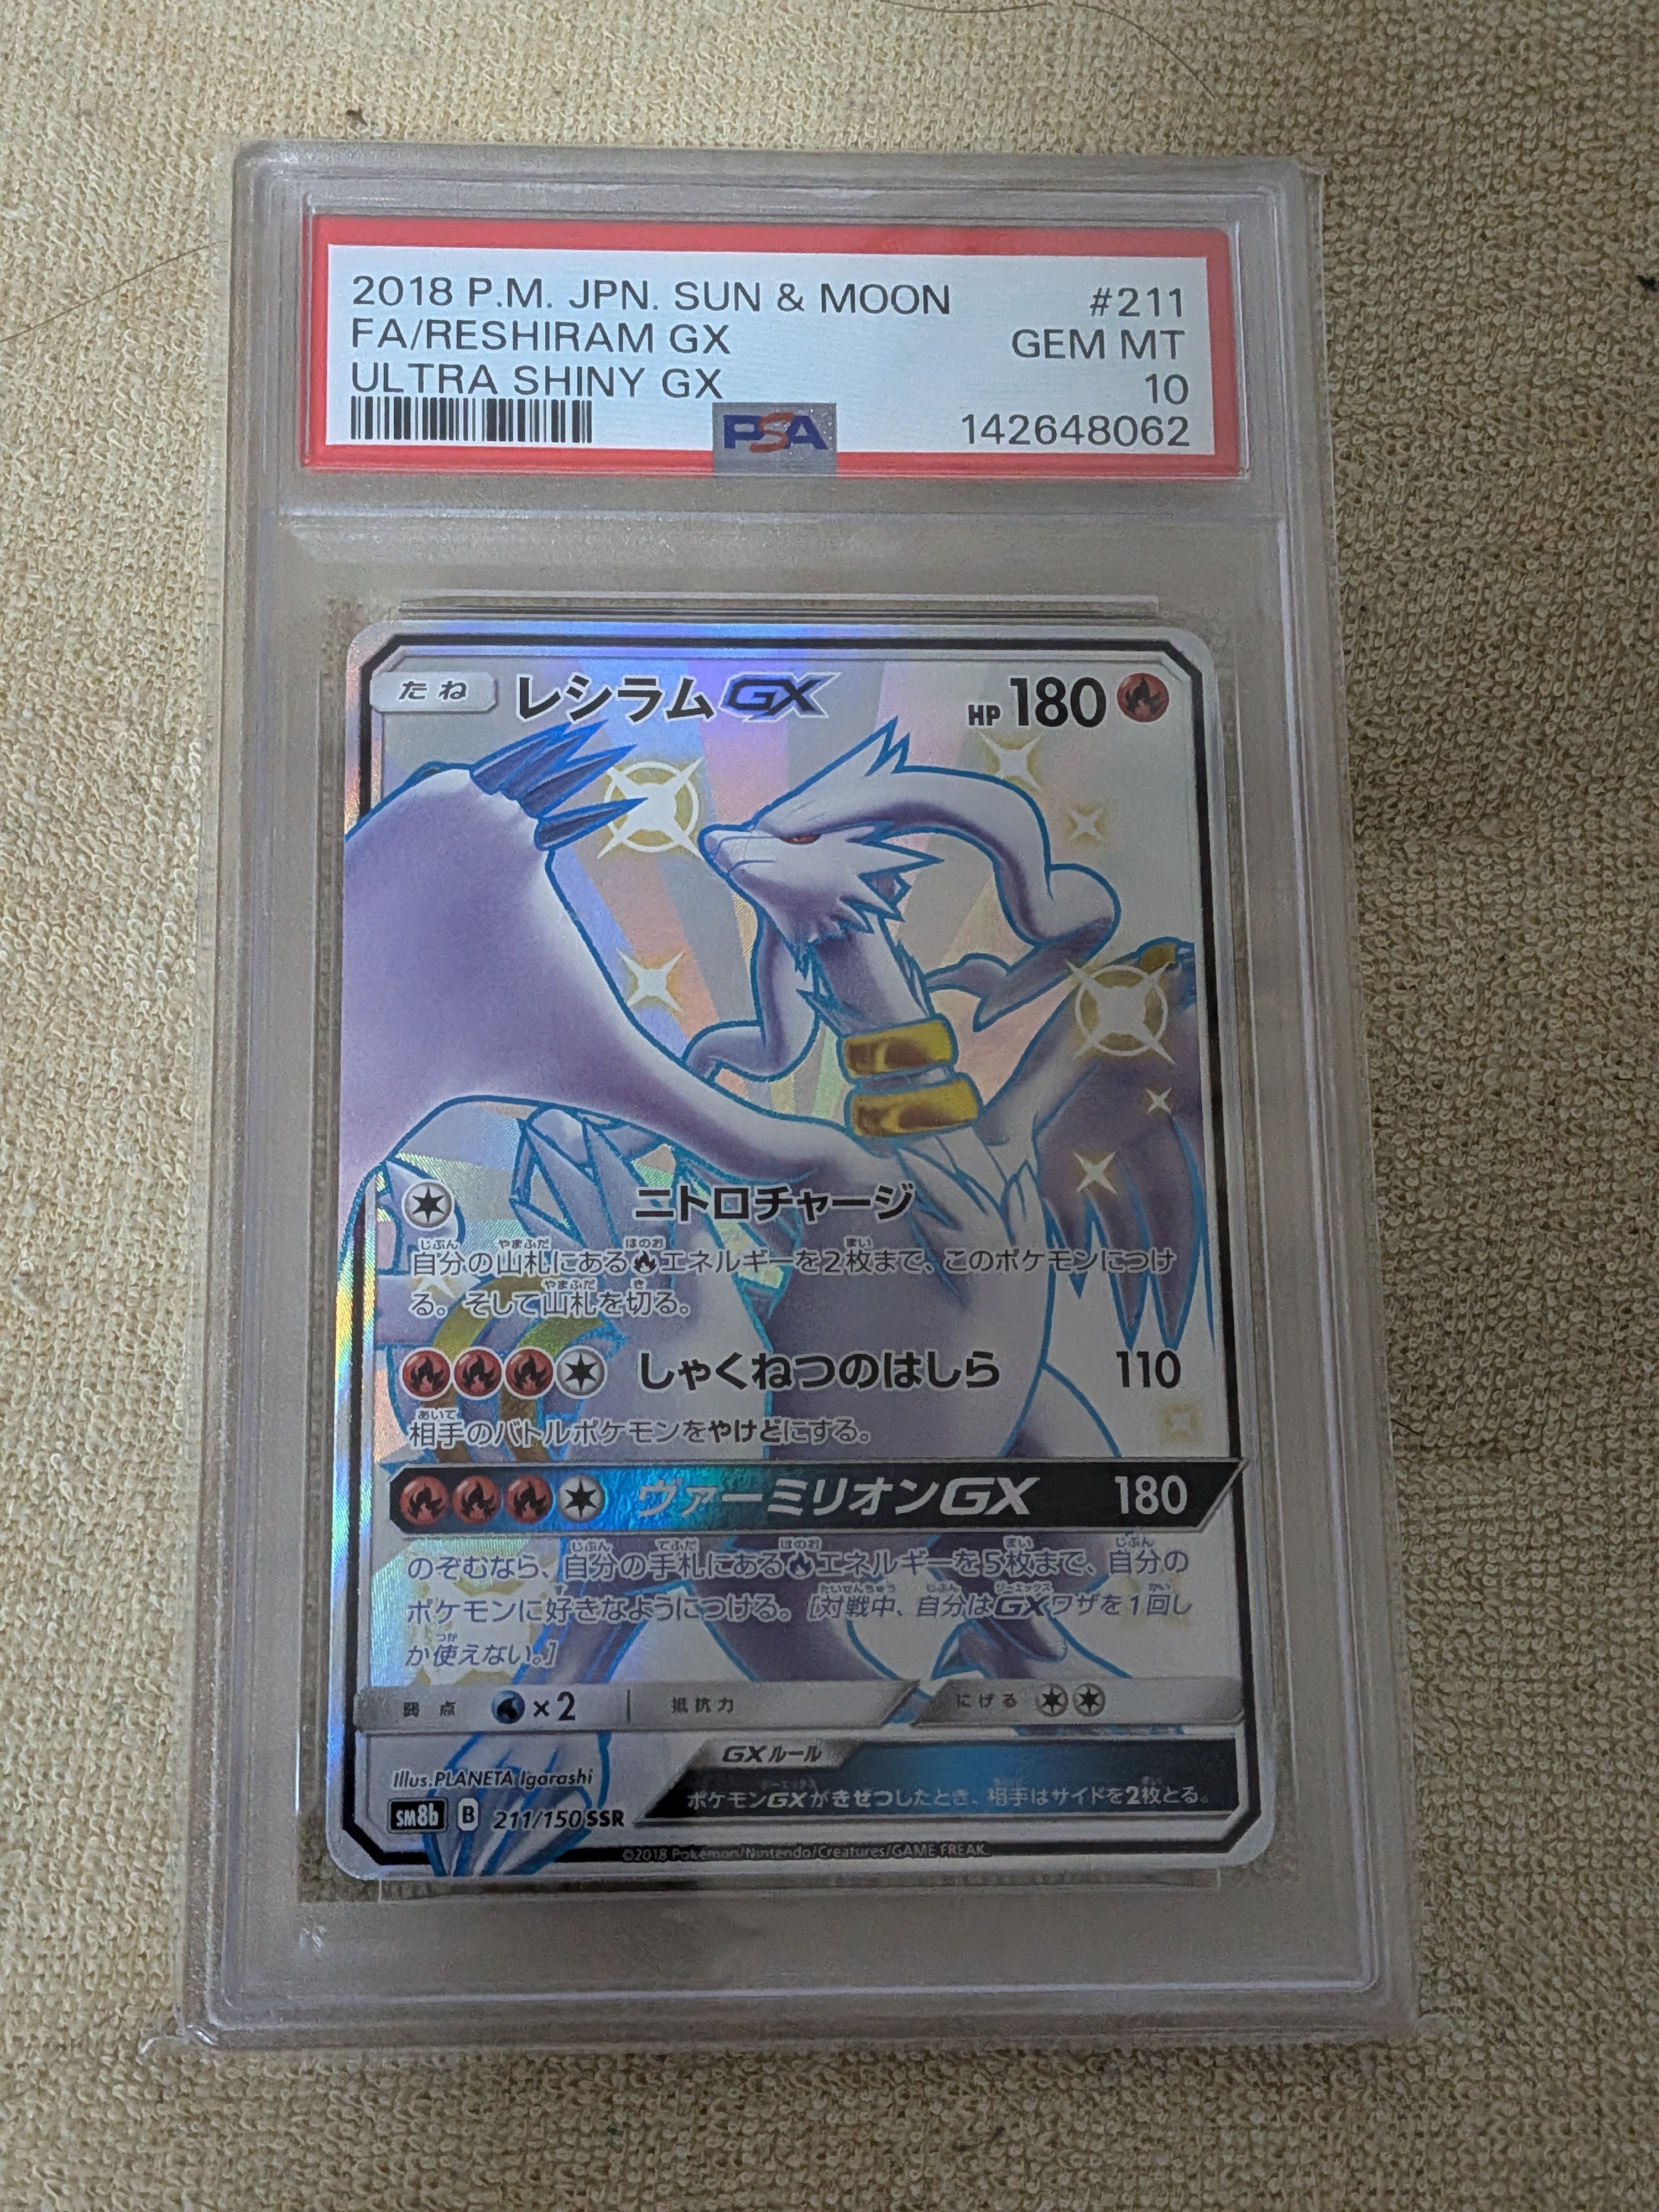 2018 P.M. JPN. SUN & MOON #211
FA/RESHIRAM GX GEM MT
ULTRA SHINY GX 10
PSA 142648062
たね レシラムGX HP 180
ニトロチャージ
自分の山札にあるエネルギーを2枚まで、このポケモンにつけ
る。そして山札を切る。
しゃくねつのはしら 110
相手のバトルポケモンをやけどにする。
ヴァーミリオンGX 180
のぞむなら、自分の手札にあるエネルギーを5枚まで、自分の
ポケモンに好きなようにつける。[対戦中、自分はGXワザを1回し
か使えない。]
弱点 ×2 抵抗力 にげる
GXルール
ポケモンGXがきぜつしたとき、相手はサイドを2枚とる。
Illus.PLANETA Igarashi
SM8b B 211/150 SSR
©2018 Pokémon/Nintendo/Creatures/GAME FREAK.